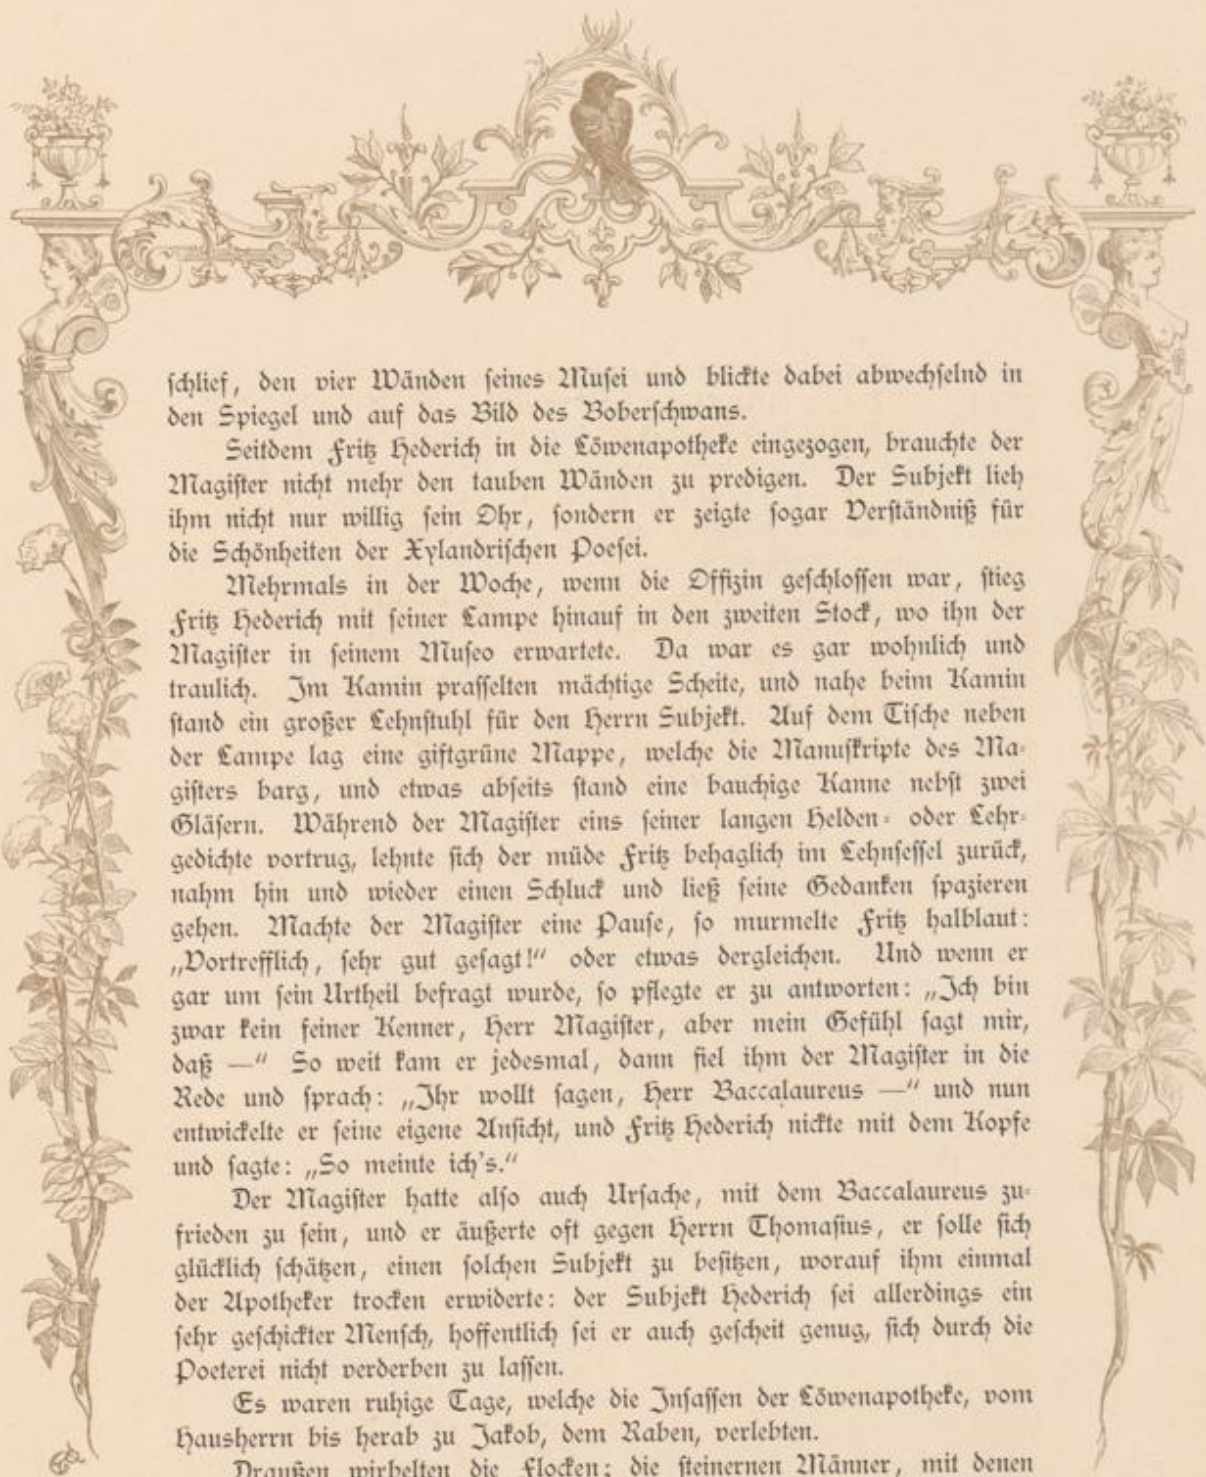 schlief, den vier Wänden seines Musei und blickte dabei abwechselnd in
den Spiegel und auf das Bild des Boberschwans.
Seitdem Fritz Hederich in die Löwenapotheke eingezogen, brauchte der
Magister nicht mehr den tauben Wänden zu predigen. Der Subjekt lieh
ihm nicht nur willig sein Ohr, sondern er zeigte sogar Verständniß für
die Schönheiten der Xylandrischen Poesei.
Mehrmals in der Woche, wenn die Offizin geschlossen war, stieg
Fritz Hederich mit seiner Lampe hinauf in den zweiten Stock, wo ihn der
Magister in seinem Museo erwartete. Da war es gar wohnlich und
traulich. Im Kamin prasselten mächtige Scheite, und nahe beim Kamin
stand ein großer Lehnstuhl für den Herrn Subjekt. Auf dem Tische neben
der Lampe lag eine giftgrüne Mappe, welche die Manuskripte des Ma-
gisters barg, und etwas abseits stand eine bauchige Kanne nebst zwei
Gläsern. Während der Magister eins seiner langen Helden- oder Lehr-
gedichte vortrug, lehnte sich der müde Fritz behaglich im Lehnsessel zurück,
nahm hin und wieder einen Schluck und ließ seine Gedanken spazieren
gehen. Machte der Magister eine Pause, so murmelte Fritz halblaut:
„Vortrefflich, sehr gut gesagt!“ oder etwas dergleichen. Und wenn er
gar um sein Urtheil befragt wurde, so pflegte er zu antworten: „Ich bin
zwar kein feiner Kenner, Herr Magister, aber mein Gefühl sagt mir,
daß —“ So weit kam er jedesmal, dann fiel ihm der Magister in die
Rede und sprach: „Ihr wollt sagen, Herr Baccalaureus —“ und nun
entwickelte er seine eigene Ansicht, und Fritz Hederich nickte mit dem Kopfe
und sagte: „So meinte ich's.“
Der Magister hatte also auch Ursache, mit dem Baccalaureus zu-
frieden zu sein, und er äußerte oft gegen Herrn Thomasius, er solle sich
glücklich schätzen, einen solchen Subjekt zu besitzen, worauf ihm einmal
der Apotheker trocken erwiderte: der Subjekt Hederich sei allerdings ein
sehr geschickter Mensch, hoffentlich sei er auch gescheit genug, sich durch die
Poeterei nicht verderben zu lassen.
Es waren ruhige Tage, welche die Insassen der Löwenapotheke, vom
Hausherrn bis herab zu Jakob, dem Raben, verlebten.
Draußen wirbelten die Flocken; die steinernen Männer, mit denen